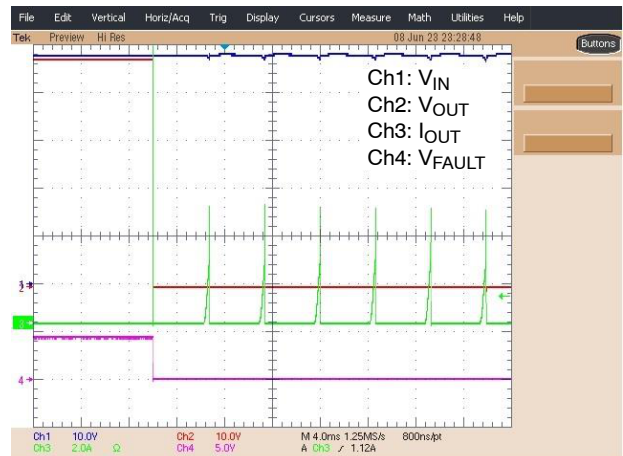 File Edit Vertical Horiz/Acq Trig Display Cursors Measure Math Utilities Help
Tek Preview Hi Res 08 Jun 23 23:28:48
Buttons
Ch1: VIN
Ch2: VOUT
Ch3: IOUT
Ch4: VFAULT
2
3
4
Ch1 10.0V Ch2 10.0V M 4.0ms 1.25MS/s 800ns/pt
Ch3 2.0A Ω Ch4 5.0V A Ch3 ∕ 1.12A